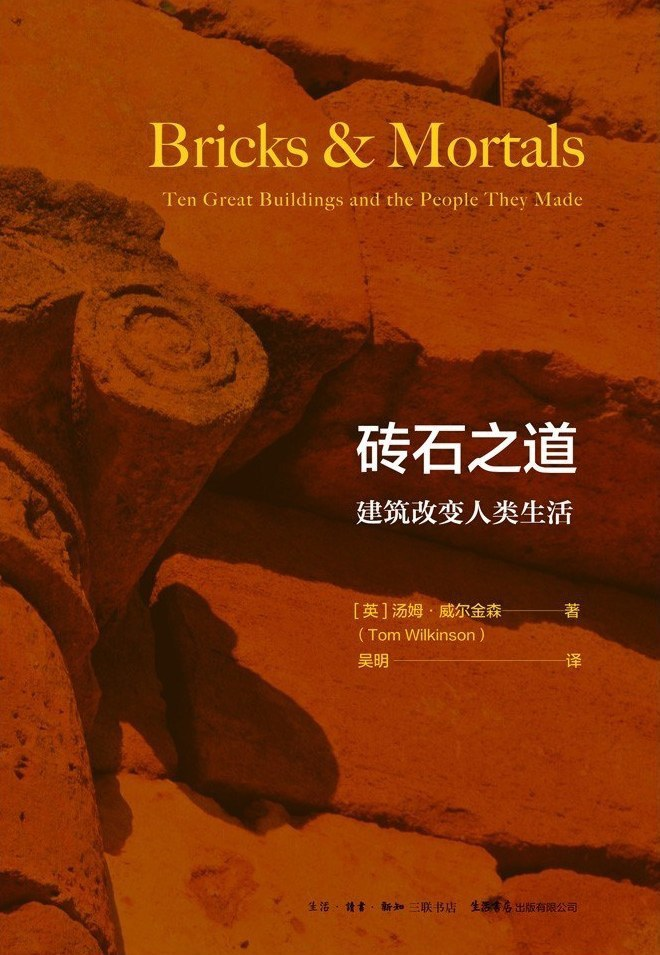 Bricks & Mortals
Ten Great Buildings and the People They Made
砖石之道
建筑改变人类生活
[英]汤姆·威尔金森 著
(Tom Wilkinson)
吴明 译
生活·读書·新知 三联书店 生活書店出版有限公司